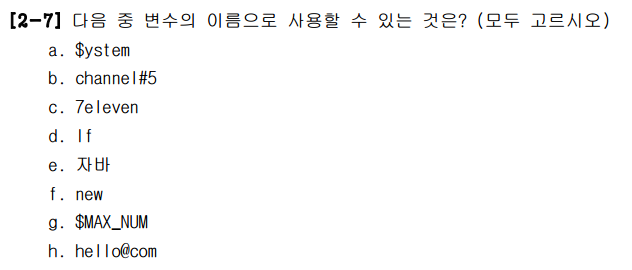 [2-7] 다음 중 변수의 이름으로 사용할 수 있는 것은? (모두 고르시오)
a. $ystem
b. channel#5
c. 7eleven
d. If
e. 자바
f. new
g. $MAX_NUM
h. hello@com